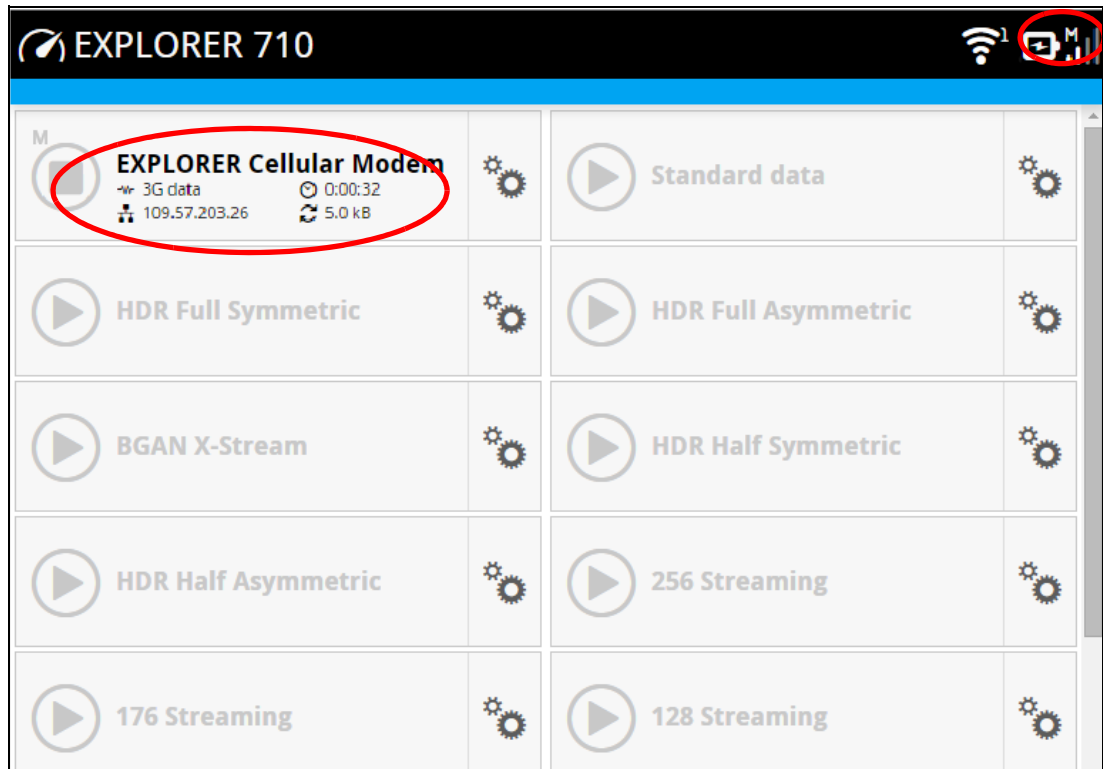 EXPLORER 710
1
M
M
EXPLORER Cellular Modem
3G data 0:00:32
109.57.203.26 5.0 kB
Standard data
HDR Full Symmetric
HDR Full Asymmetric
BGAN X-Stream
HDR Half Symmetric
HDR Half Asymmetric
256 Streaming
176 Streaming
128 Streaming